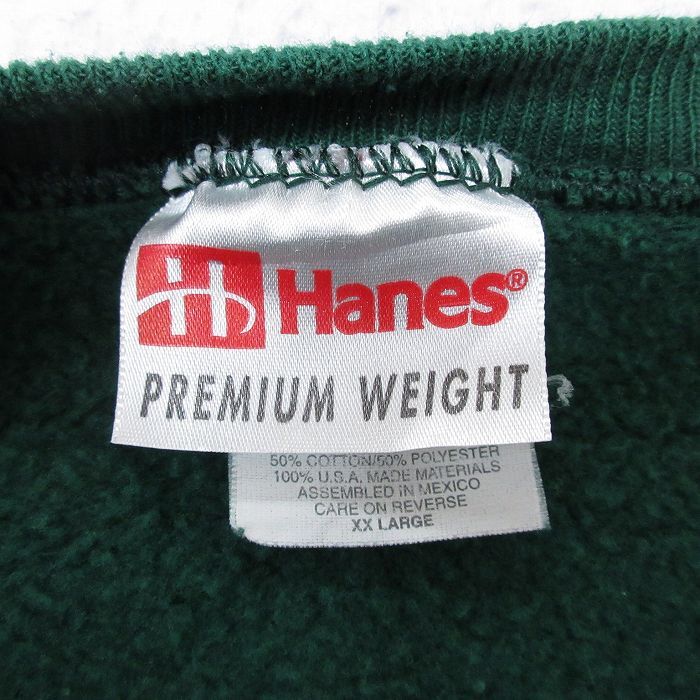 H Hanes®
PREMIUM WEIGHT
50% COTTON/50% POLYESTER
100% U.S.A. MADE MATERIALS
ASSEMBLED IN MEXICO
CARE ON REVERSE
XX LARGE